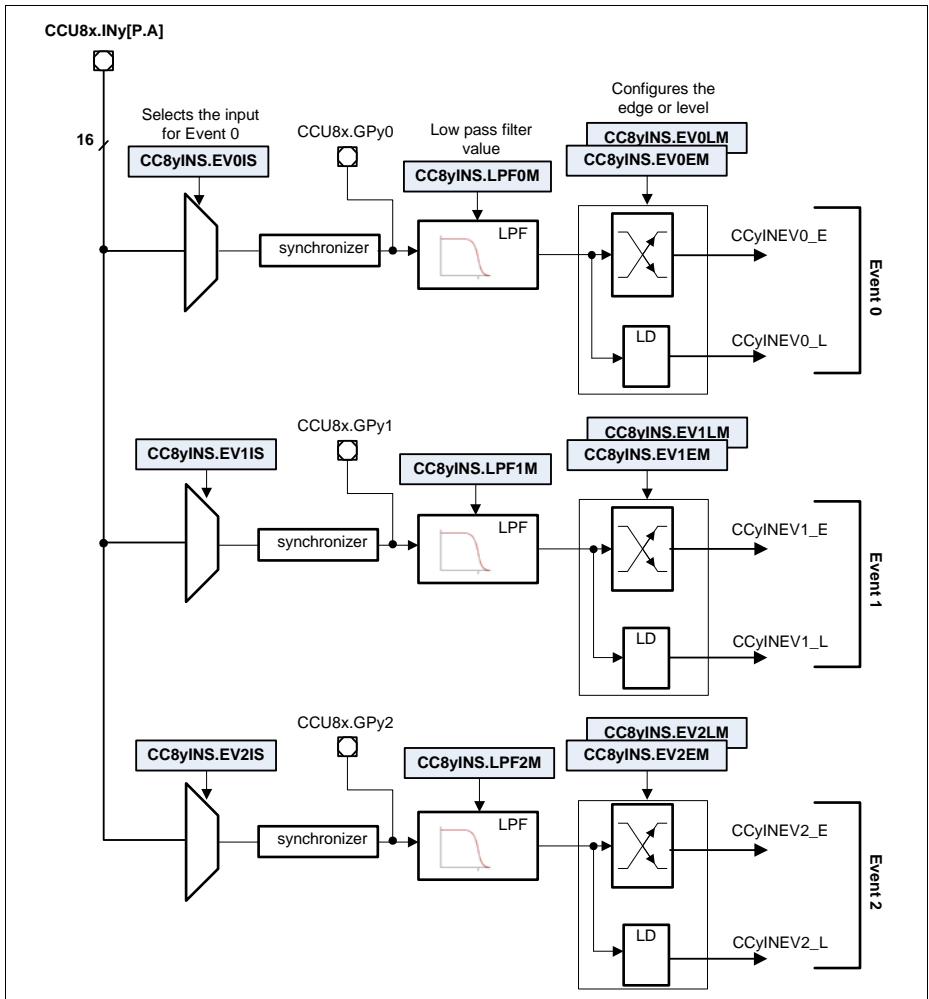 CCU8x.INy[P.A]
16
Selects the input
for Event 0
CC8yINS.EV0IS
CCU8x.GPy0
Low pass filter
value
CC8yINS.LPF0M
Configures the
edge or level
CC8yINS.EV0LM
CC8yINS.EV0EM
synchronizer
LPF
LD
CCyINEV0_E
CCyINEV0_L
Event 0
CC8yINS.EV1IS
CCU8x.GPy1
CC8yINS.LPF1M
CC8yINS.EV1LM
CC8yINS.EV1EM
synchronizer
LPF
LD
CCyINEV1_E
CCyINEV1_L
Event 1
CC8yINS.EV2IS
CCU8x.GPy2
CC8yINS.LPF2M
CC8yINS.EV2LM
CC8yINS.EV2EM
synchronizer
LPF
LD
CCyINEV2_E
CCyINEV2_L
Event 2